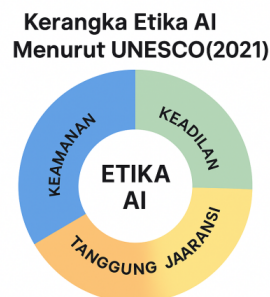 Kerangka Etika AI
Menurut UNESCO(2021)
KEAMANAN
KEADILAN
ETIKA
AI
TANGGUNG JAARANSI